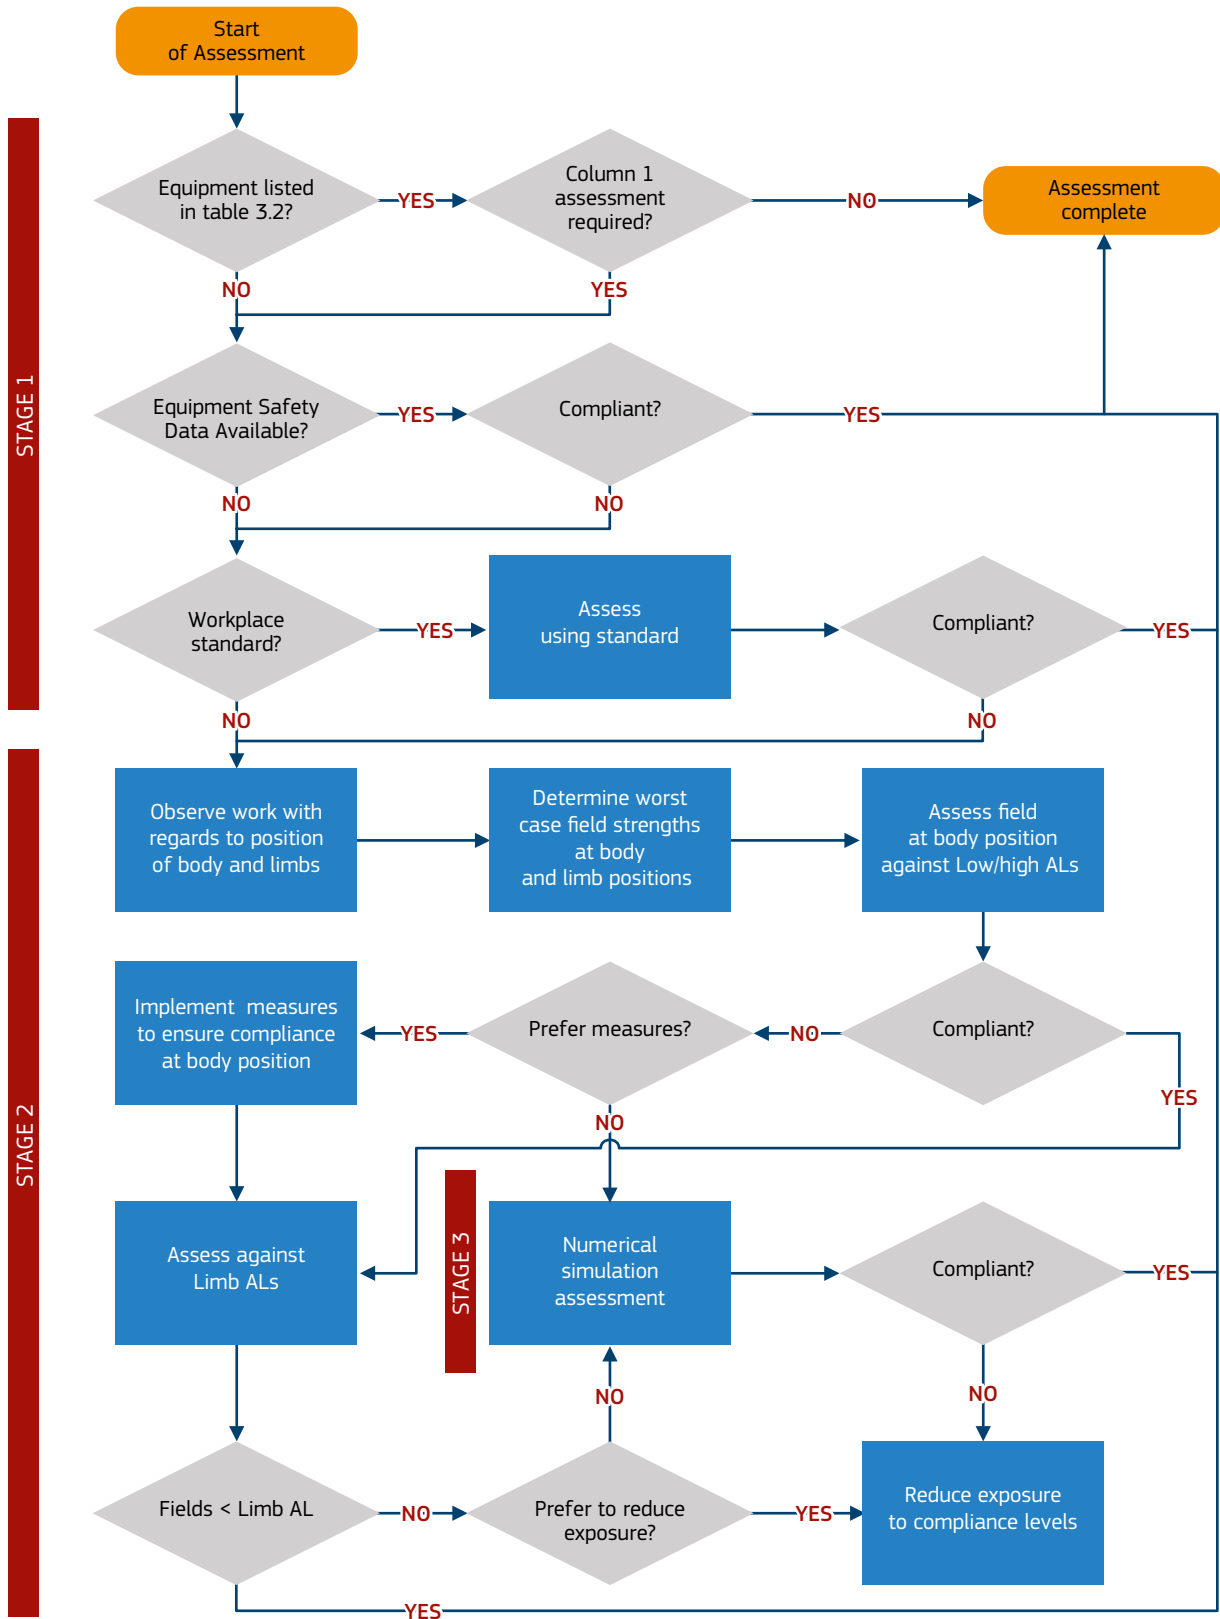 Start
of Assessment
STAGE 1
Equipment listed
in table 3.2?
YES
Column 1
assessment
required?
NO
Assessment
complete
NO
YES
Equipment Safety
Data Available?
YES
Compliant?
YES
NO
NO
Workplace
standard?
YES
Assess
using standard
Compliant?
YES
NO
NO
STAGE 2
Observe work with
regards to position
of body and limbs
Determine worst
case field strengths
at body
and limb positions
Assess field
at body position
against Low/high ALs
Implement measures
to ensure compliance
at body position
YES
Prefer measures?
NO
Compliant?
YES
NO
Assess against
Limb ALs
STAGE 3
Numerical
simulation
assessment
Compliant?
YES
NO
NO
Fields < Limb AL
NO
Prefer to reduce
exposure?
YES
Reduce exposure
to compliance levels
YES